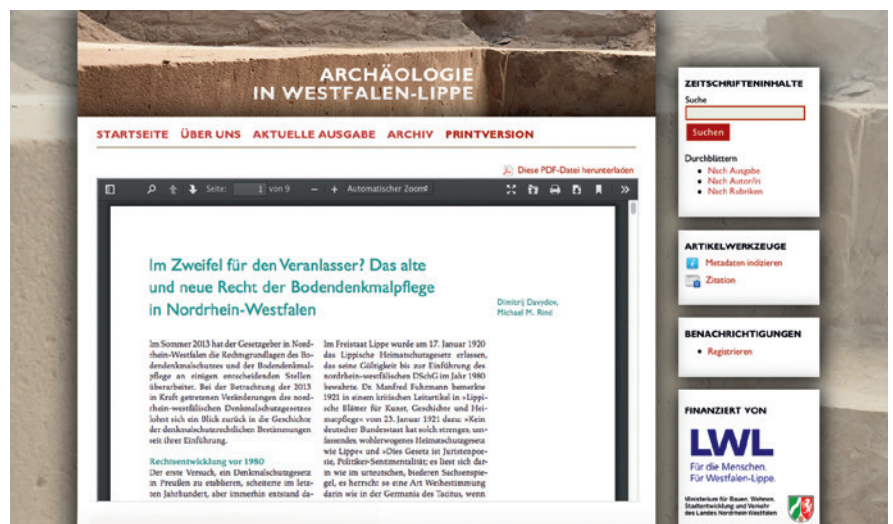 ARCHÄOLOGIE
IN WESTFALEN-LIPPE
STARTSEITE ÜBER UNS AKTUELLE AUSGABE ARCHIV PRINTVERSION
Diese PDF-Datei herunterladen
Seite: 1 von 9 – + Automatischer Zoom
Im Zweifel für den Veranlasser? Das alte
und neue Recht der Bodendenkmalpflege
in Nordrhein-Westfalen
Dimitrij Davydov,
Michael M. Rind
Im Sommer 2013 hat der Gesetzgeber in Nord-
rhein-Westfalen die Rechtsgrundlagen des Bo-
dendenkmalschutzes und der Bodendenkmal-
pflege an einigen entscheidenden Stellen
überarbeitet. Bei der Betrachtung der 2013
in Kraft getretenen Veränderungen des nord-
rhein-westfälischen Denkmalschutzgesetzes
lohnt sich ein Blick zurück in die Geschichte
der denkmalschutzrechtlichen Bestimmungen
seit ihrer Einführung.
Rechtsentwicklung vor 1980
Der erste Versuch, ein Denkmalschutzgesetz
in Preußen zu etablieren, scheiterte im letz-
ten Jahrhundert, aber immerhin entstand da-
Im Freistaat Lippe wurde am 17. Januar 1920
das Lippische Heimatschutzgesetz erlassen,
das seine Gültigkeit bis zur Einführung des
nordrhein-westfälischen DSchG im Jahr 1980
bewahrte. Dr. Manfred Fuhrmann bemerkte
1921 in einem kritischen Leitartikel in »Lippi-
sche Blätter für Kunst, Geschichte und Hei-
matpflege« vom 23. Januar 1921 dazu: »Kein
deutscher Bundesstaat hat solch strenges, um-
fassendes, wohlerwogenes Heimatschutzgesetz
wie Lippe« und »Dies Gesetz ist Juristenpoe-
sie, Politiker-Sentimentalität; es liest sich dar-
in wie im urteutschen, biederen Sachsenspie-
gel, es herrscht so eine Art Weihestimmung
darin wie in der Germania des Tacitus, wenn
ZEITSCHRIFTENINHALTE
Suche
Suchen
Durchblättern
Nach Ausgabe
Nach Autor/in
Nach Rubriken
ARTIKELWERKZEUGE
Metadaten indizieren
Zitation
BENACHRICHTIGUNGEN
Registrieren
FINANZIERT VON
LWL
Für die Menschen.
Für Westfalen-Lippe.
Ministerium für Bauen, Wohnen,
Stadtentwicklung und Verkehr
des Landes Nordrhein-Westfalen